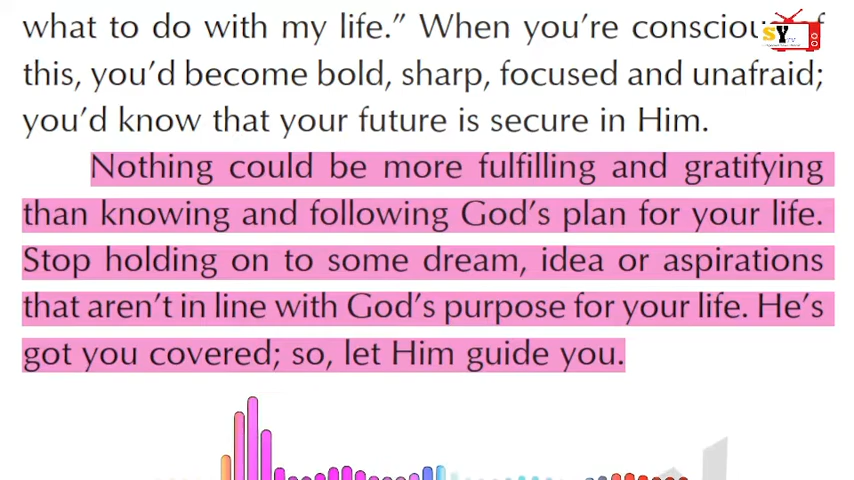 what to do with my life.” When you’re conscious of
SY
this, you’d become bold, sharp, focused and unafraid;
you’d know that your future is secure in Him.
Nothing could be more fulfilling and gratifying
than knowing and following God’s plan for your life.
Stop holding on to some dream, idea or aspirations
that aren’t in line with God’s purpose for your life. He’s
got you covered; so, let Him guide you.